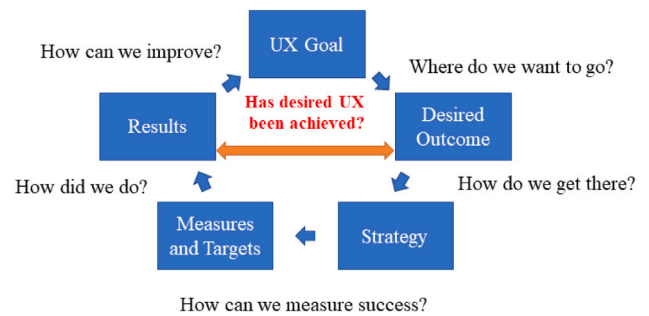 UX Goal
How can we improve?
Where do we want to go?
Has desired UX
been achieved?
Results
Desired
Outcome
How did we do?
How do we get there?
Measures
and Targets
Strategy
How can we measure success?